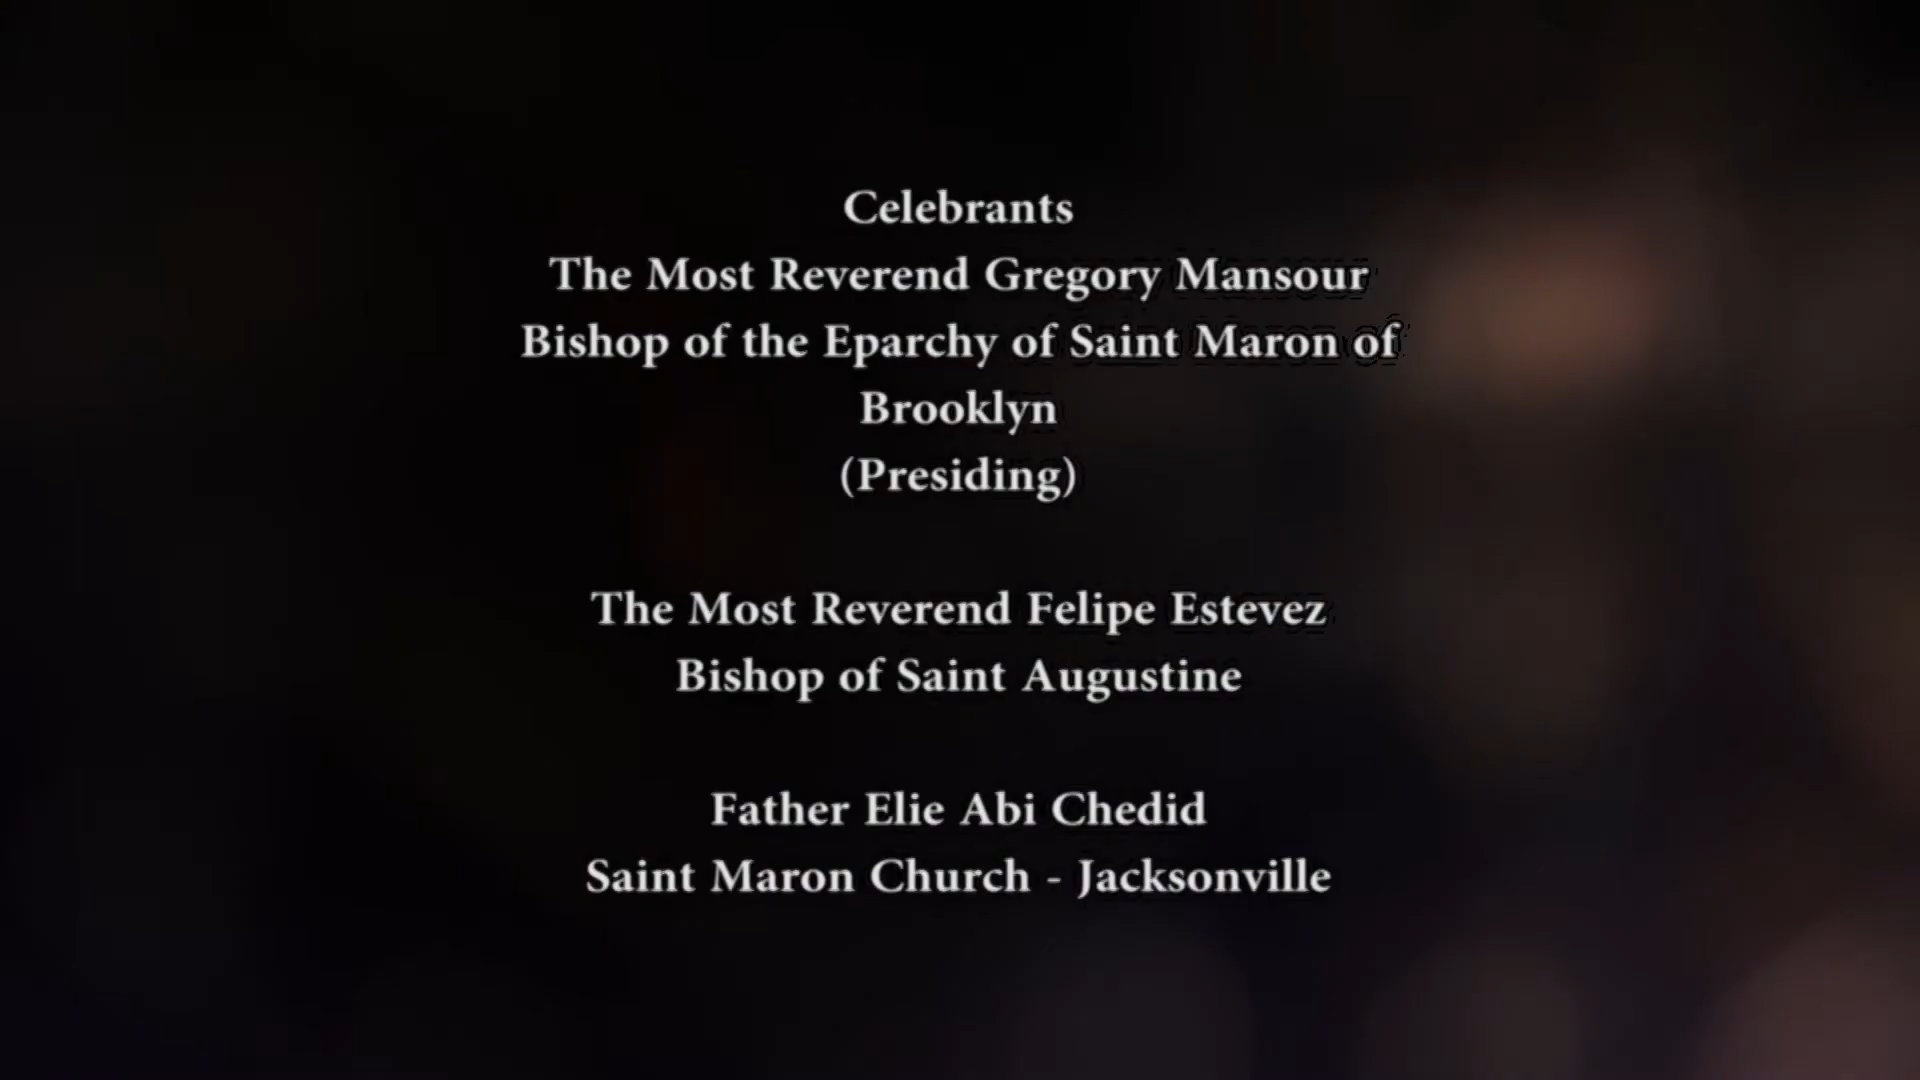 Celebrants
The Most Reverend Gregory Mansour
Bishop of the Eparchy of Saint Maron of
Brooklyn
(Presiding)
The Most Reverend Felipe Estevez
Bishop of Saint Augustine
Father Elie Abi Chedid
Saint Maron Church - Jacksonville